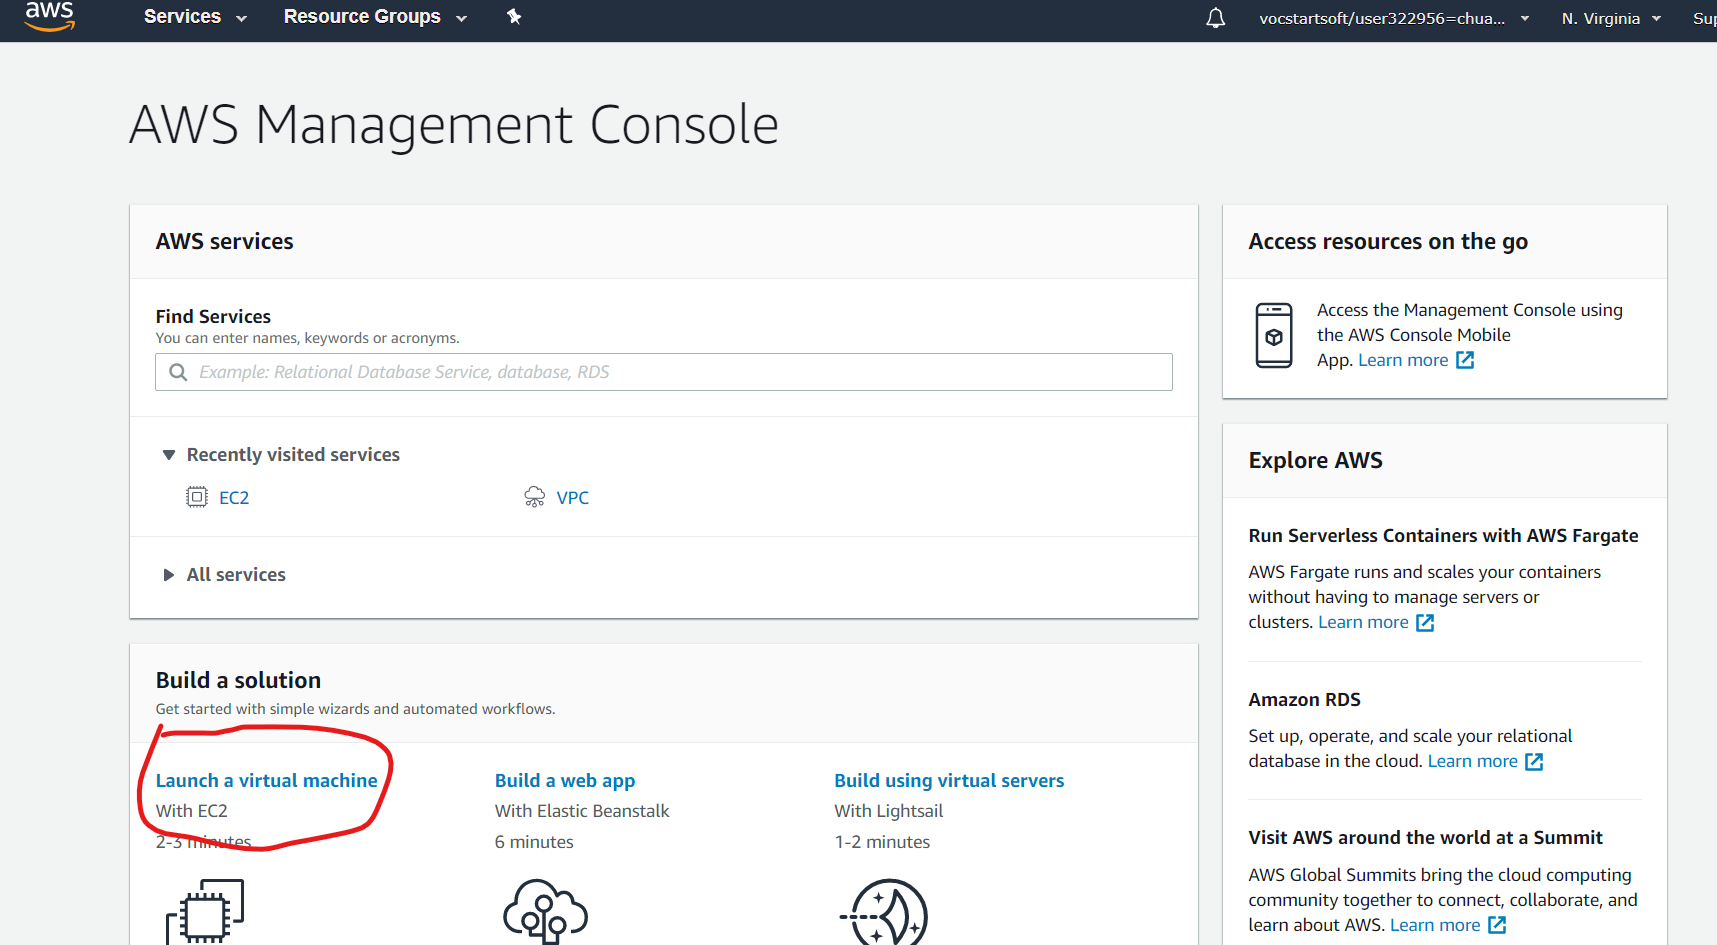 aws
Services
Resource Groups
vocstartsoft/user322956=chua...
N. Virginia
AWS Management Console
AWS services
Find Services
You can enter names, keywords or acronyms.
Example: Relational Database Service, database, RDS
Recently visited services
EC2
VPC
All services
Build a solution
Get started with simple wizards and automated workflows.
Launch a virtual machine
With EC2
2-3 minutes
Build a web app
With Elastic Beanstalk
6 minutes
Build using virtual servers
With Lightsail
1-2 minutes
Access resources on the go
Access the Management Console using
the AWS Console Mobile
App. Learn more
Explore AWS
Run Serverless Containers with AWS Fargate
AWS Fargate runs and scales your containers
without having to manage servers or
clusters. Learn more
Amazon RDS
Set up, operate, and scale your relational
database in the cloud. Learn more
Visit AWS around the world at a Summit
AWS Global Summits bring the cloud computing
community together to connect, collaborate, and
learn about AWS. Learn more